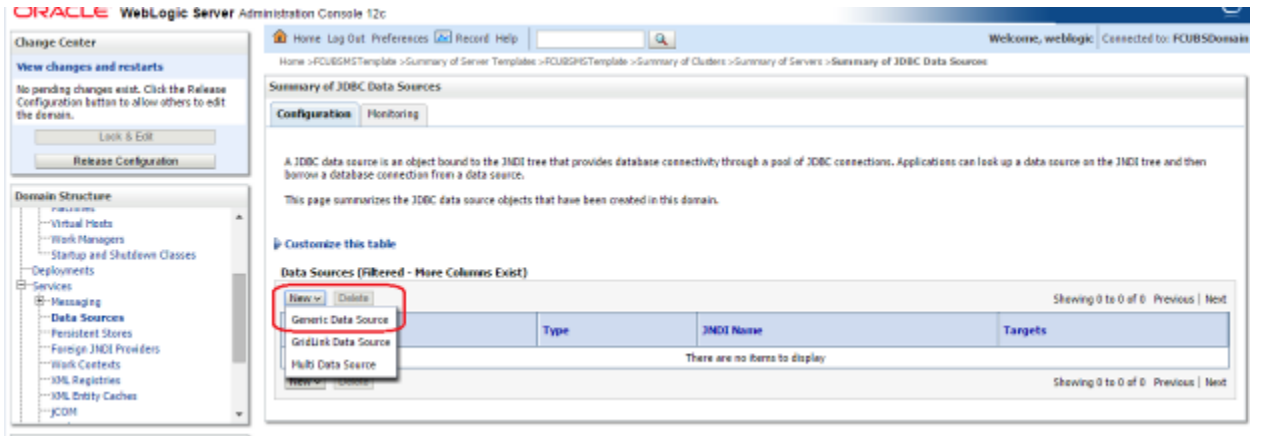 ORACLE WebLogic Server Administration Console 12c
Change Center
View changes and restarts
No pending changes exist. Click the Release
Configuration button to allow others to edit
the domain.
Lock & Edit
Release Configuration
Domain Structure
Machines
Virtual Hosts
Work Managers
Startup and Shutdown Classes
Deployments
Services
Messaging
Data Sources
Persistent Stores
Foreign JNDI Providers
Work Contexts
XML Registries
XML Entity Caches
jCOM
Home Log Out Preferences Record Help
Welcome, weblogic Connected to: FCUBSDomain
Home >FCUBSMSTemplate >Summary of Server Templates >FCUBSMSTemplate >Summary of Clusters >Summary of Servers >Summary of JDBC Data Sources
Summary of JDBC Data Sources
Configuration Monitoring
A JDBC data source is an object bound to the JNDI tree that provides database connectivity through a pool of JDBC connections. Applications can look up a data source on the JNDI tree and then
borrow a database connection from a data source.
This page summarizes the JDBC data source objects that have been created in this domain.
Customize this table
Data Sources (Filtered - More Columns Exist)
New Delete
Showing 0 to 0 of 0 Previous | Next
Generic Data Source
GridLink Data Source
Multi Data Source
Type JNDI Name Targets
There are no items to display
New Delete
Showing 0 to 0 of 0 Previous | Next